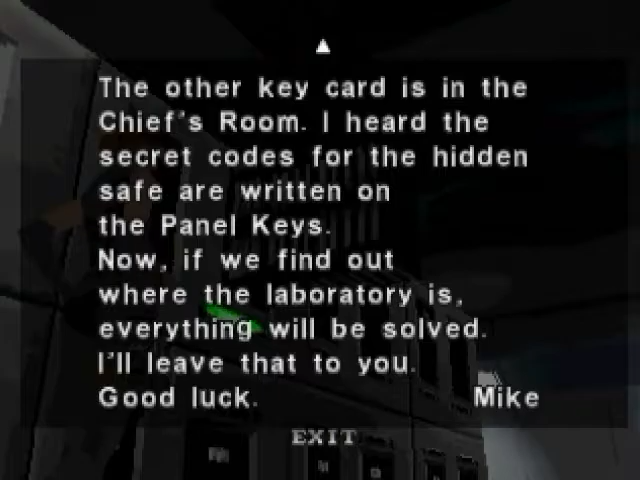 The other key card is in the
Chief's Room. I heard the
secret codes for the hidden
safe are written on
the Panel Keys.
Now, if we find out
where the laboratory is,
everything will be solved.
I'll leave that to you.
Good luck. Mike
EXIT